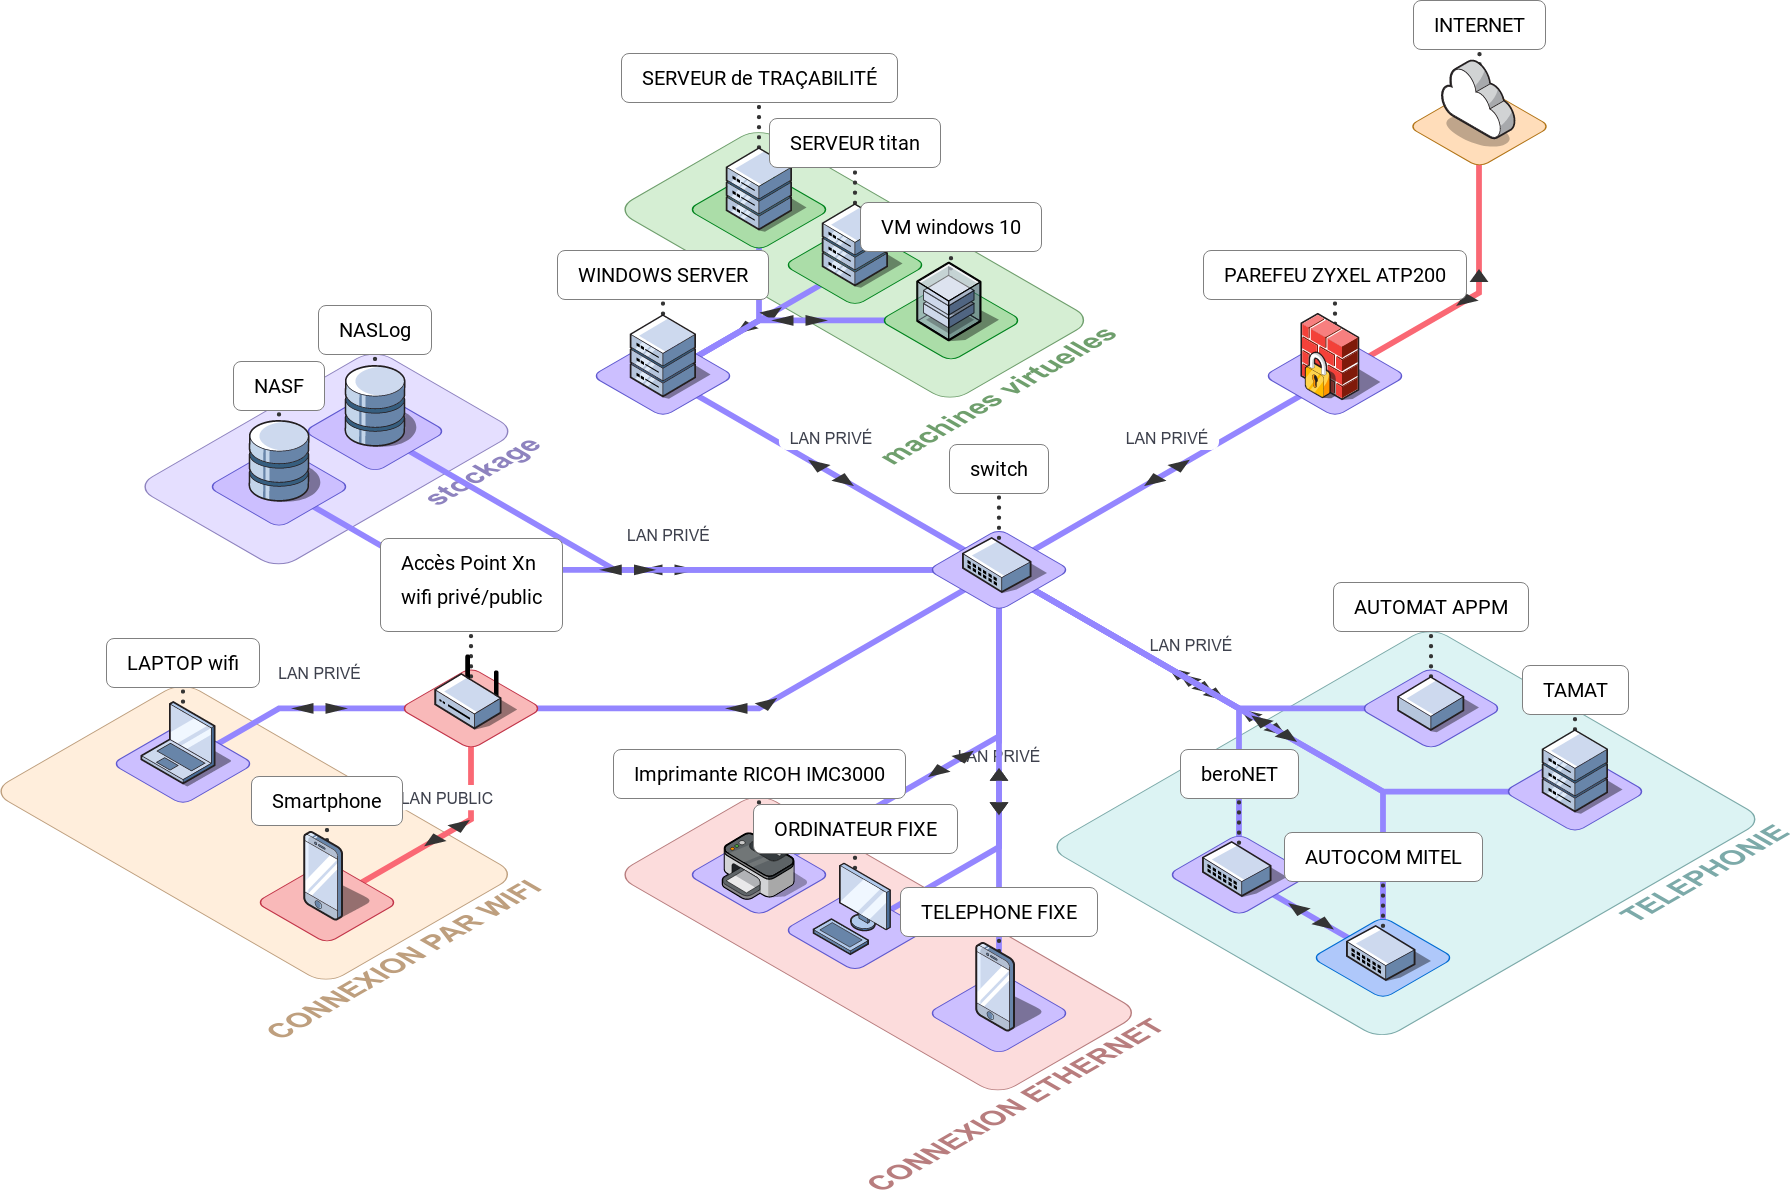 INTERNET
SERVEUR de TRAÇABILITÉ
SERVEUR titan
VM windows 10
WINDOWS SERVER
PAREFEU ZYXEL ATP200
machines virtuelles
NASLog
NASF
stockage
LAN PRIVÉ
LAN PRIVÉ
switch
LAN PRIVÉ
Accès Point Xn
wifi privé/public
LAPTOP wifi
LAN PRIVÉ
LAN PRIVÉ
AUTOMAT APPM
TAMAT
beroNET
AUTOCOM MITEL
TELEPHONIE
Smartphone
LAN PUBLIC
CONNEXION PAR WIFI
LAN PRIVÉ
Imprimante RICOH IMC3000
ORDINATEUR FIXE
TELEPHONE FIXE
CONNEXION ETHERNET